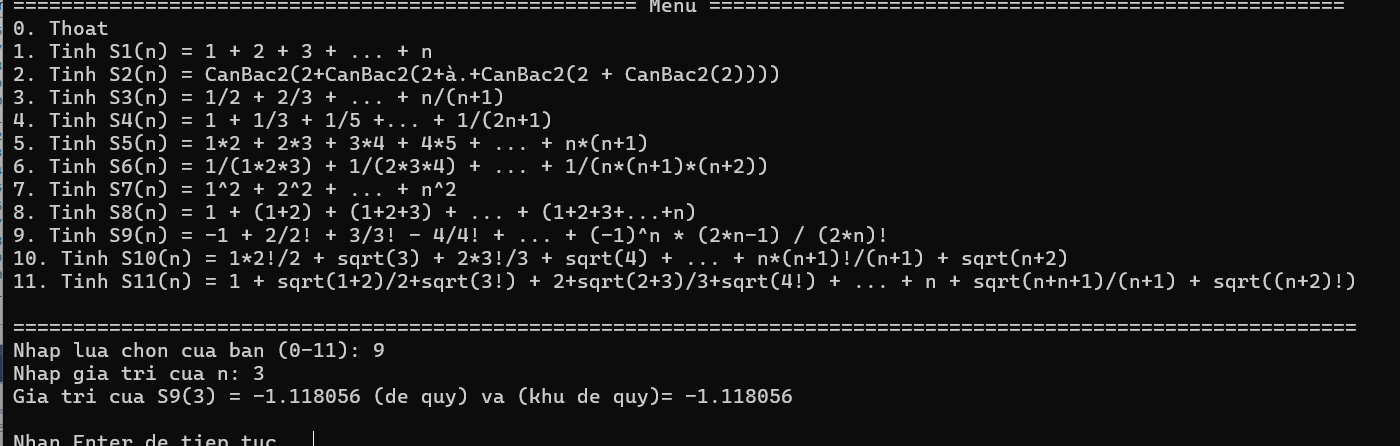 ==================================================== Menu =====================================================
0. Thoat
1. Tinh S1(n) = 1 + 2 + 3 + ... + n
2. Tinh S2(n) = CanBac2(2+CanBac2(2+à.+CanBac2(2 + CanBac2(2))))
3. Tinh S3(n) = 1/2 + 2/3 + ... + n/(n+1)
4. Tinh S4(n) = 1 + 1/3 + 1/5 +... + 1/(2n+1)
5. Tinh S5(n) = 1*2 + 2*3 + 3*4 + 4*5 + ... + n*(n+1)
6. Tinh S6(n) = 1/(1*2*3) + 1/(2*3*4) + ... + 1/(n*(n+1)*(n+2))
7. Tinh S7(n) = 1^2 + 2^2 + ... + n^2
8. Tinh S8(n) = 1 + (1+2) + (1+2+3) + ... + (1+2+3+...+n)
9. Tinh S9(n) = -1 + 2/2! + 3/3! - 4/4! + ... + (-1)^n * (2*n-1) / (2*n)!
10. Tinh S10(n) = 1*2!/2 + sqrt(3) + 2*3!/3 + sqrt(4) + ... + n*(n+1)!/(n+1) + sqrt(n+2)
11. Tinh S11(n) = 1 + sqrt(1+2)/2+sqrt(3!) + 2+sqrt(2+3)/3+sqrt(4!) + ... + n + sqrt(n+n+1)/(n+1) + sqrt((n+2)!)
================================================================================================================
Nhap lua chon cua ban (0-11): 9
Nhap gia tri cua n: 3
Gia tri cua S9(3) = -1.118056 (de quy) va (khu de quy)= -1.118056
Nhan Enter de tiep tuc